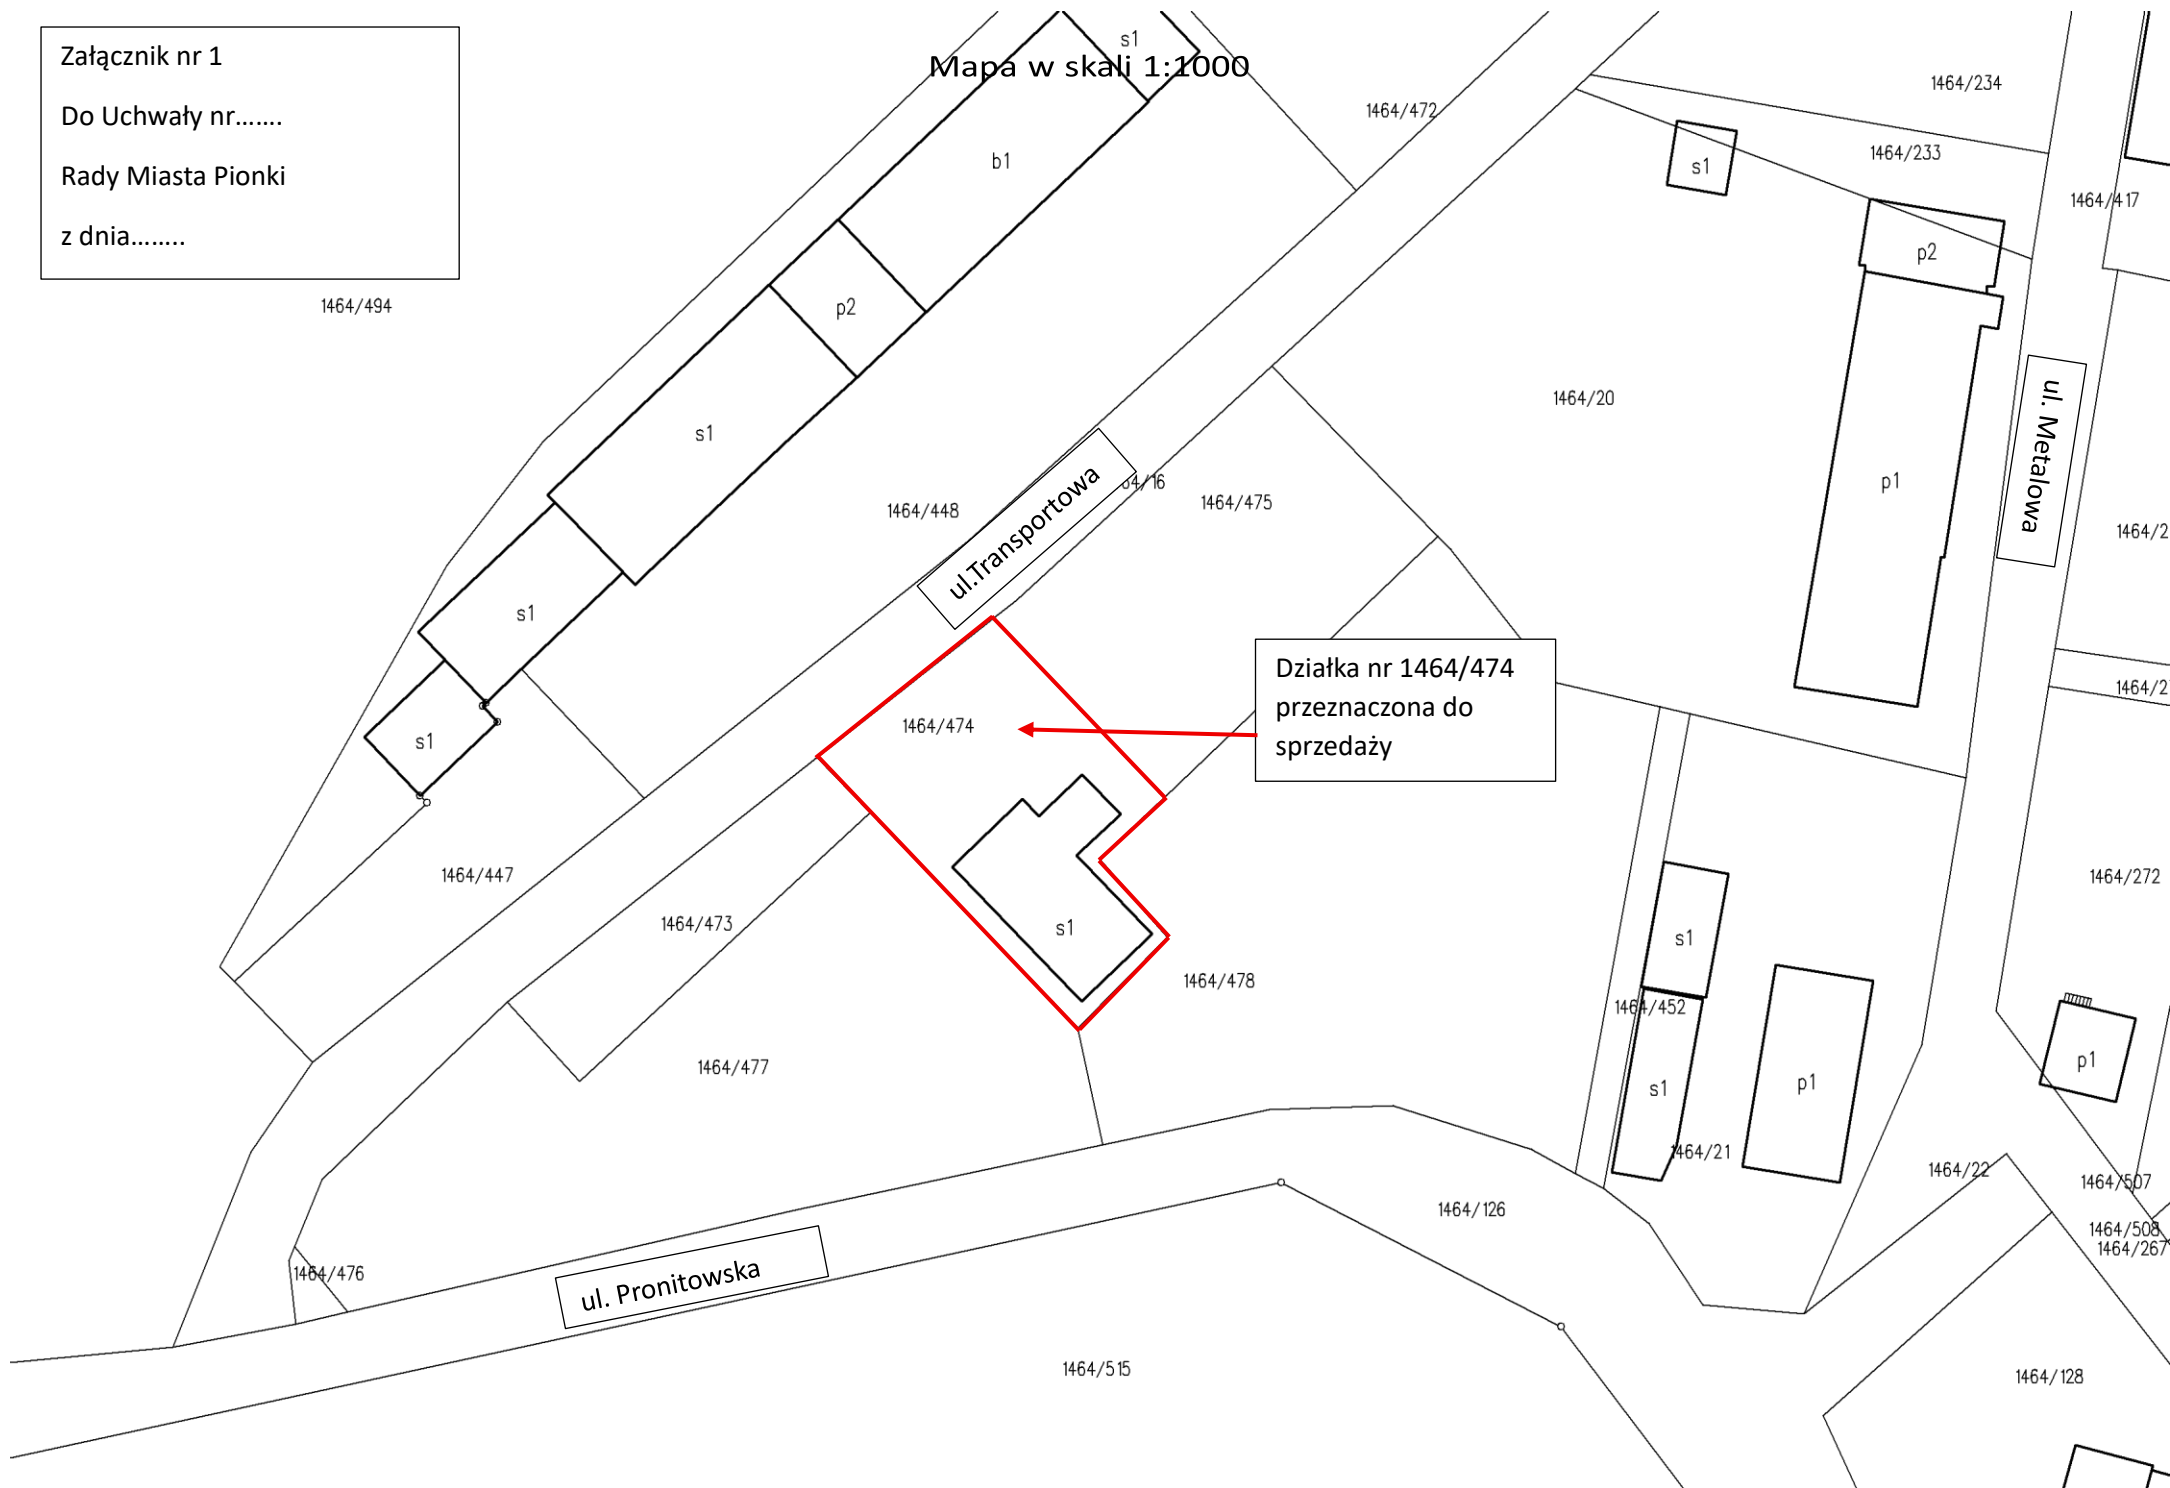 Załącznik nr 1
Do Uchwały nr.......
Rady Miasta Pionki
z dnia........
Mapa w skali 1:1000
s1
b1
p2
s1
s1
s1
1464/494
1464/472
1464/234
1464/233
1464/417
s1
p2
p1
1464/20
ul. Metalowa
1464/448
ul.Transportowa
1464/475
1464/474
Działka nr 1464/474
przeznaczona do
sprzedaży
1464/447
1464/473
s1
1464/478
1464/477
1464/476
ul. Pronitowska
1464/515
1464/126
s1
1464/452
s1
p1
1464/21
1464/22
1464/272
p1
1464/507
1464/508
1464/267
1464/128